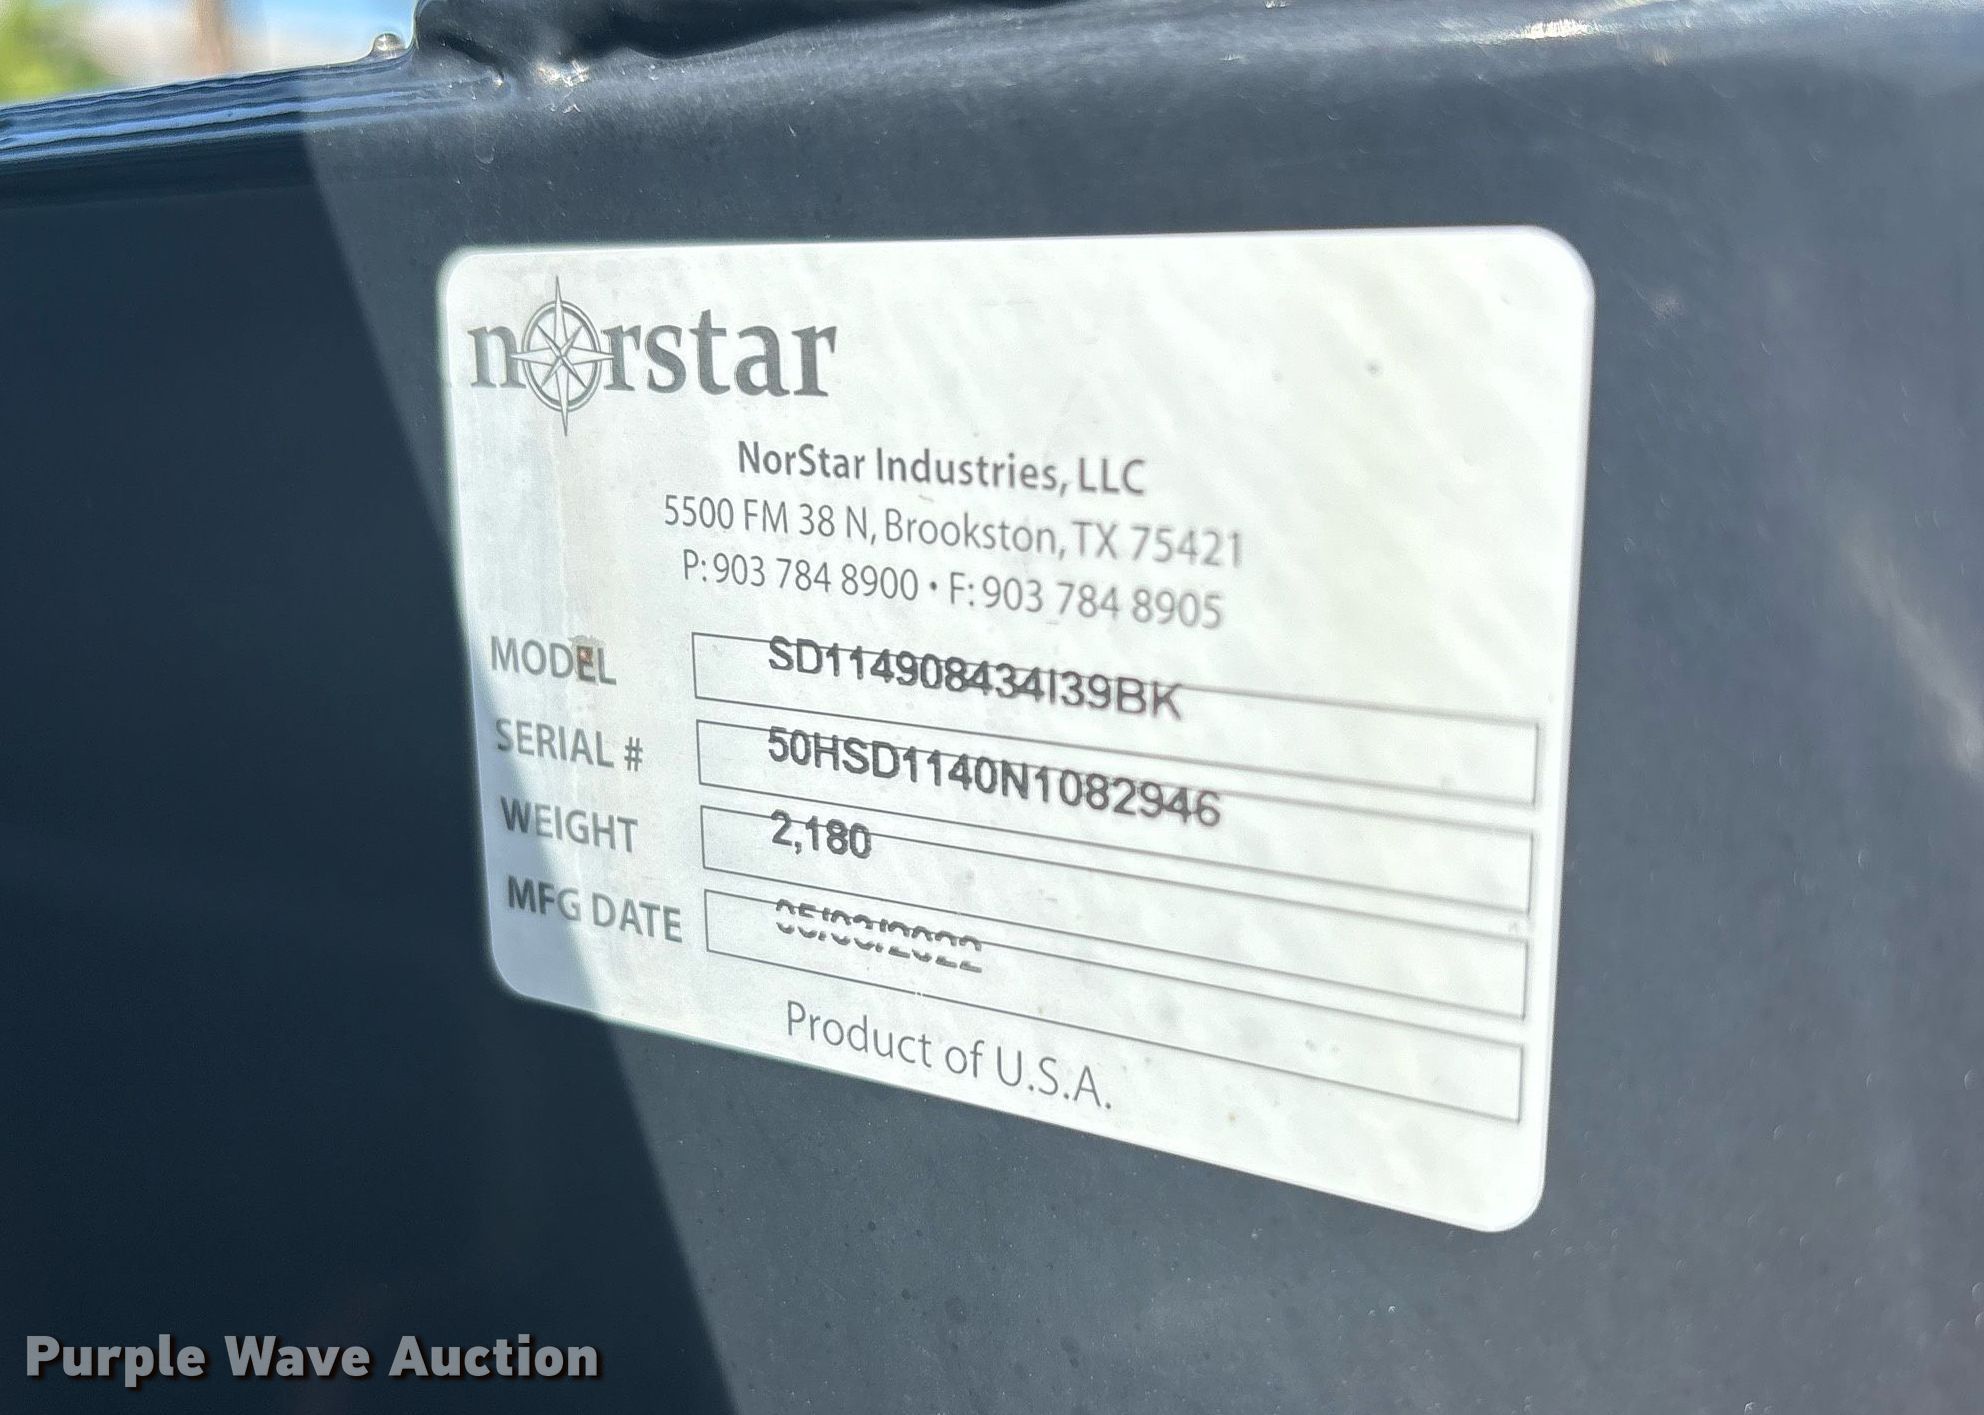 norstar
NorStar Industries, LLC
5500 FM 38 N, Brookston, TX 75421
P: 903 784 8900 • F: 903 784 8905
MODEL SD114908434I39BK
SERIAL # 50HSD1140N1082946
WEIGHT 2,180
MFG DATE
Product of U.S.A.
Purple Wave Auction